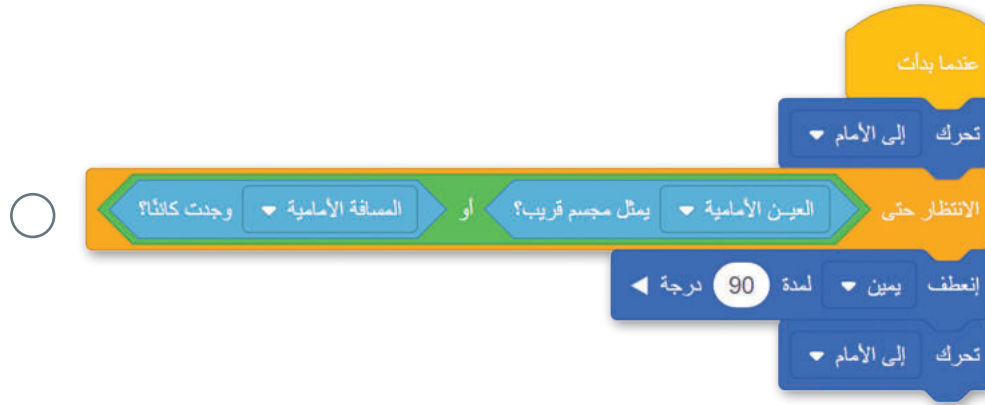 عندما بدأت
تحرك إلى الأمام
الانتظار حتى العين الأمامية يمثل مجسم قريب؟ أو المسافة الأمامية وجدت كائنًا؟
إنعطف يمين لمدة 90 درجة
تحرك إلى الأمام